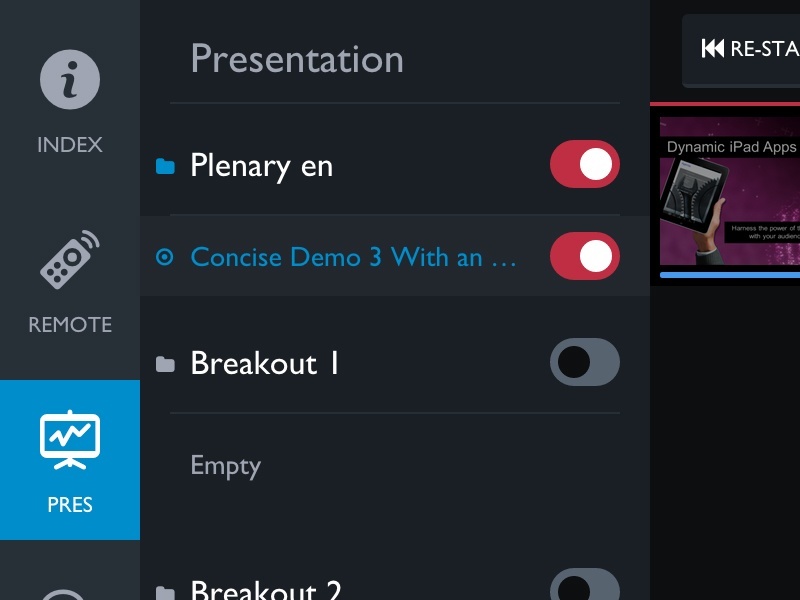 INDEX
REMOTE
PRES
Presentation
Plenary en
Concise Demo 3 With an ...
Breakout 1
Empty
Breakout 2
RE-STA
Dynamic iPad Apps
Harness the power of t
with your audienc